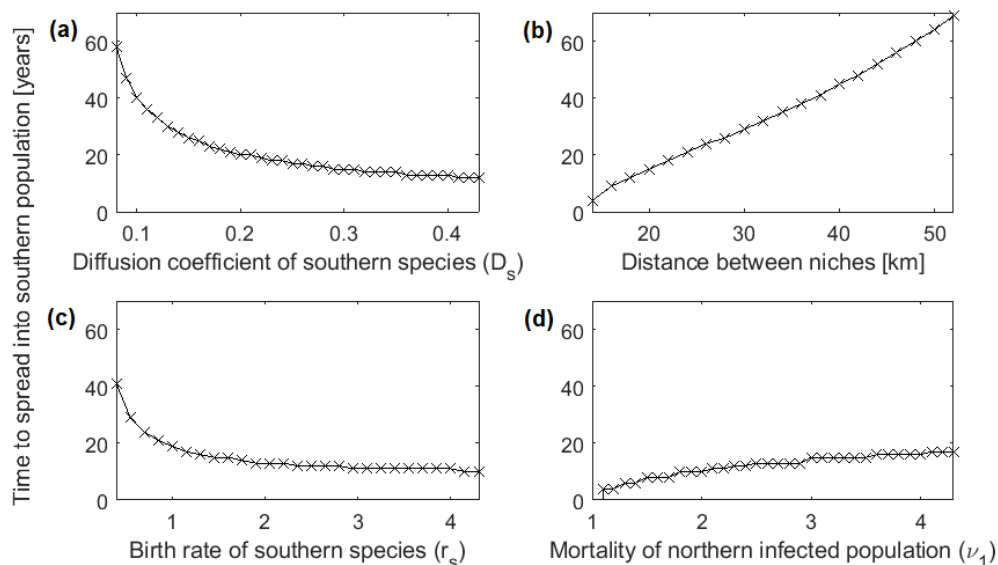 Time to spread into southern population [years]
(a)
60
40
20
0
0.1 0.2 0.3 0.4
Diffusion coefficient of southern species (D_s)
(b)
60
40
20
0
20 30 40 50
Distance between niches [km]
(c)
60
40
20
0
1 2 3 4
Birth rate of southern species (r_s)
(d)
60
40
20
0
1 2 3 4
Mortality of northern infected population (ν_1)